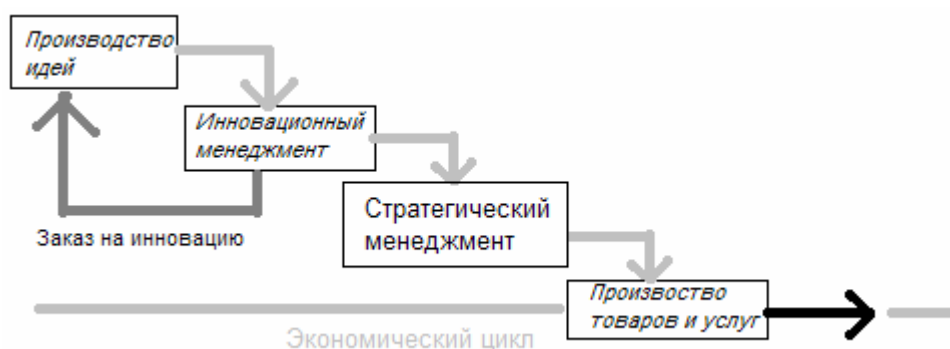 Производство
идей
Инновационный
менеджмент
Стратегический
менеджмент
Заказ на инновацию
Произвоство
товаров и услуг
Экономический цикл